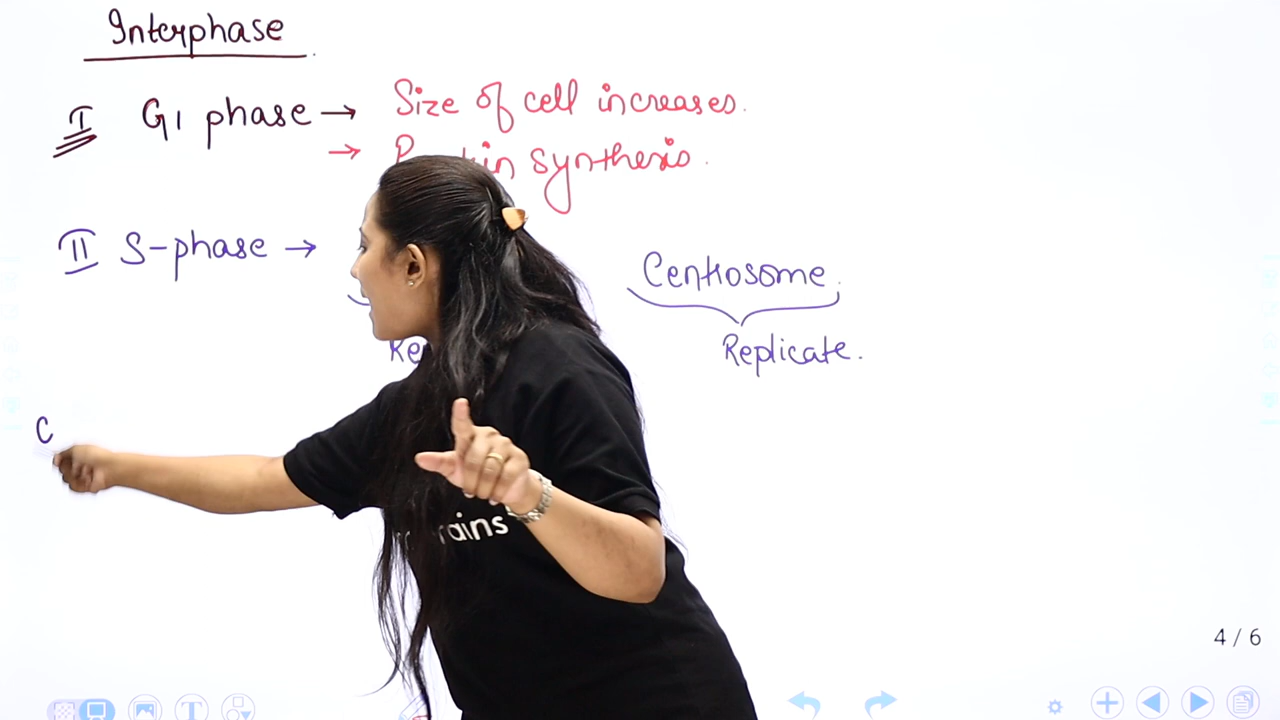 Interphase
I G1 phase → Size of cell increases.
→ synthesis.
II S-phase →
Centrosome.
Replicate.
C
4 / 6